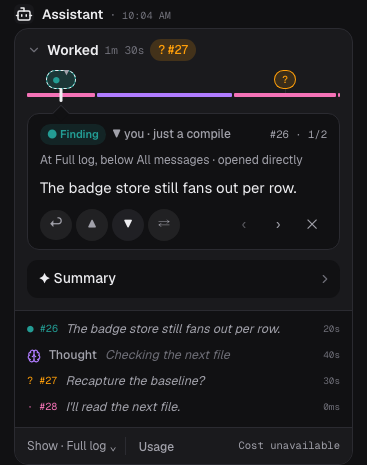 Assistant · 10:04 AM
Worked 1m 30s ? #27
?
Finding ▼ you · just a compile #26 · 1/2
At Full log, below All messages · opened directly
The badge store still fans out per row.
Summary
#26 The badge store still fans out per row. 20s
Thought Checking the next file 40s
? #27 Recapture the baseline? 30s
· #28 I'll read the next file. 0ms
Show · Full log Usage Cost unavailable